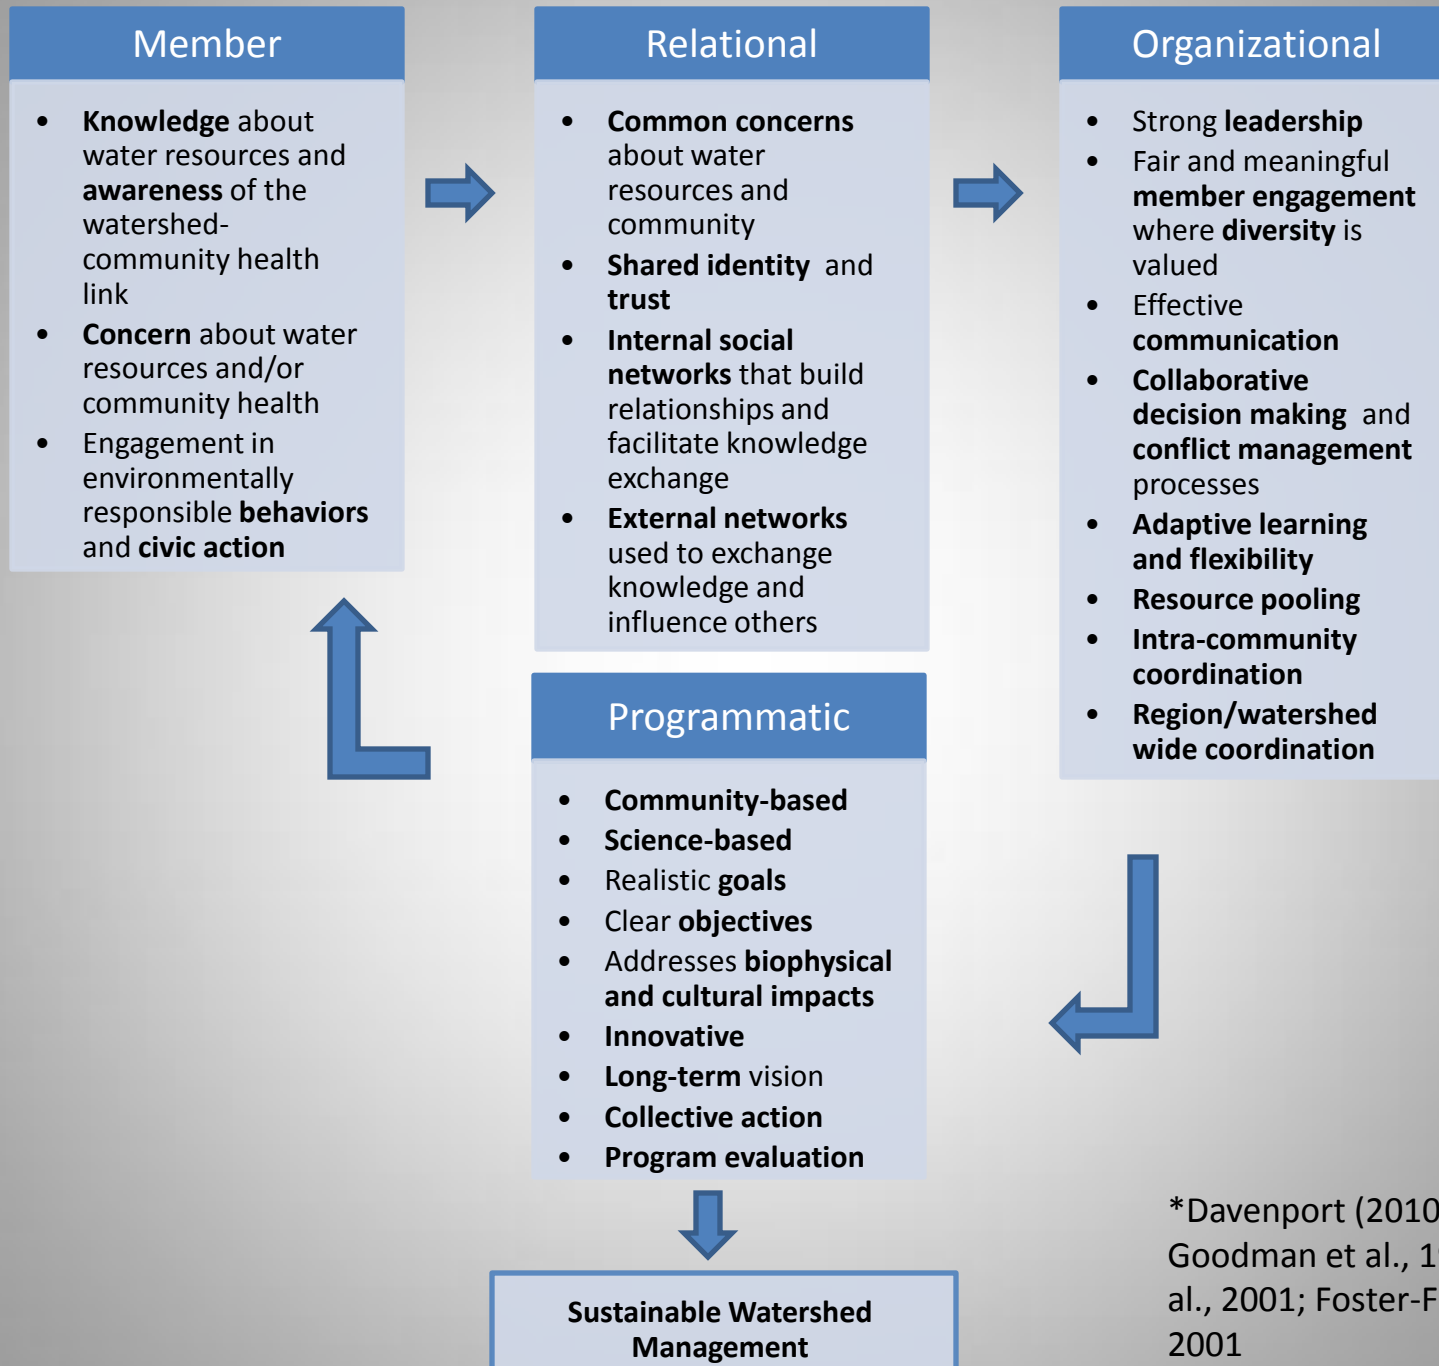 Member
• Knowledge about
water resources and
awareness of the
watershed-
community health
link
• Concern about water
resources and/or
community health
• Engagement in
environmentally
responsible behaviors
and civic action
Relational
• Common concerns
about water
resources and
community
• Shared identity and
trust
• Internal social
networks that build
relationships and
facilitate knowledge
exchange
• External networks
used to exchange
knowledge and
influence others
Organizational
• Strong leadership
• Fair and meaningful
member engagement
where diversity is
valued
• Effective
communication
• Collaborative
decision making and
conflict management
processes
• Adaptive learning
and flexibility
• Resource pooling
• Intra-community
coordination
• Region/watershed
wide coordination
Programmatic
• Community-based
• Science-based
• Realistic goals
• Clear objectives
• Addresses biophysical
and cultural impacts
• Innovative
• Long-term vision
• Collective action
• Program evaluation
Sustainable Watershed
Management
*Davenport (2010
Goodman et al.,
al., 2001;
2001